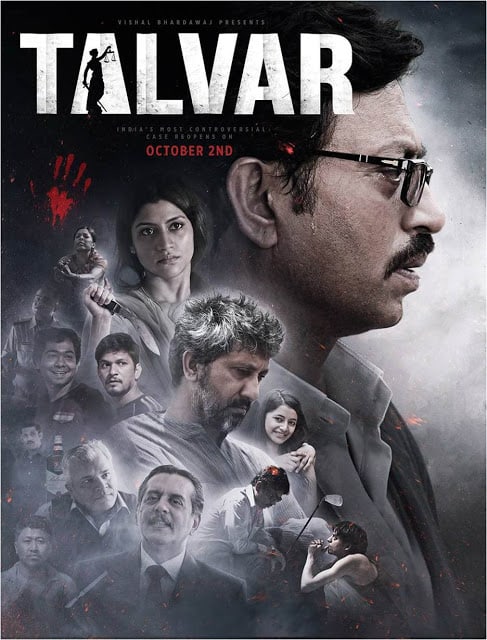 VISHAL BHARDAWAJ PRESENTS
TALVAR
INDIA'S MOST CONTROVERSIAL
CASE REOPENS ON
OCTOBER 2ND